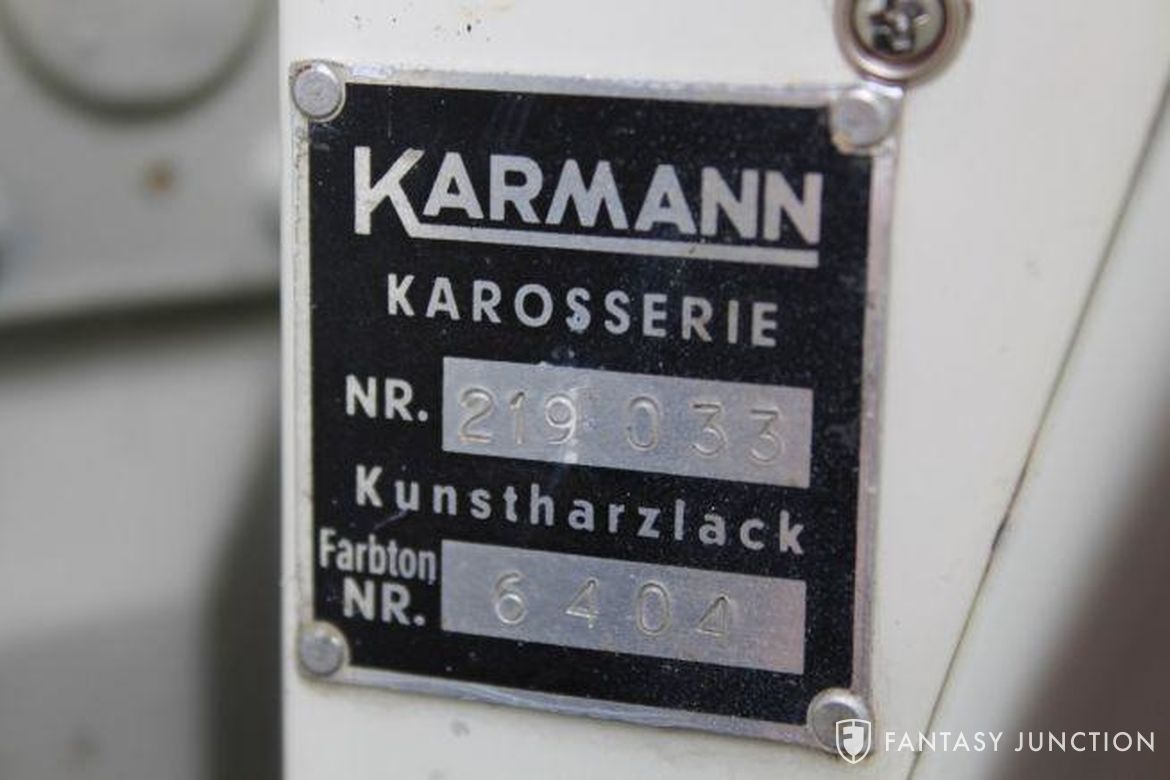 KARMANN
KAROSSERIE
NR. 219 033
Kunstharzlack
Farbton
NR. 6404
FANTASY JUNCTION